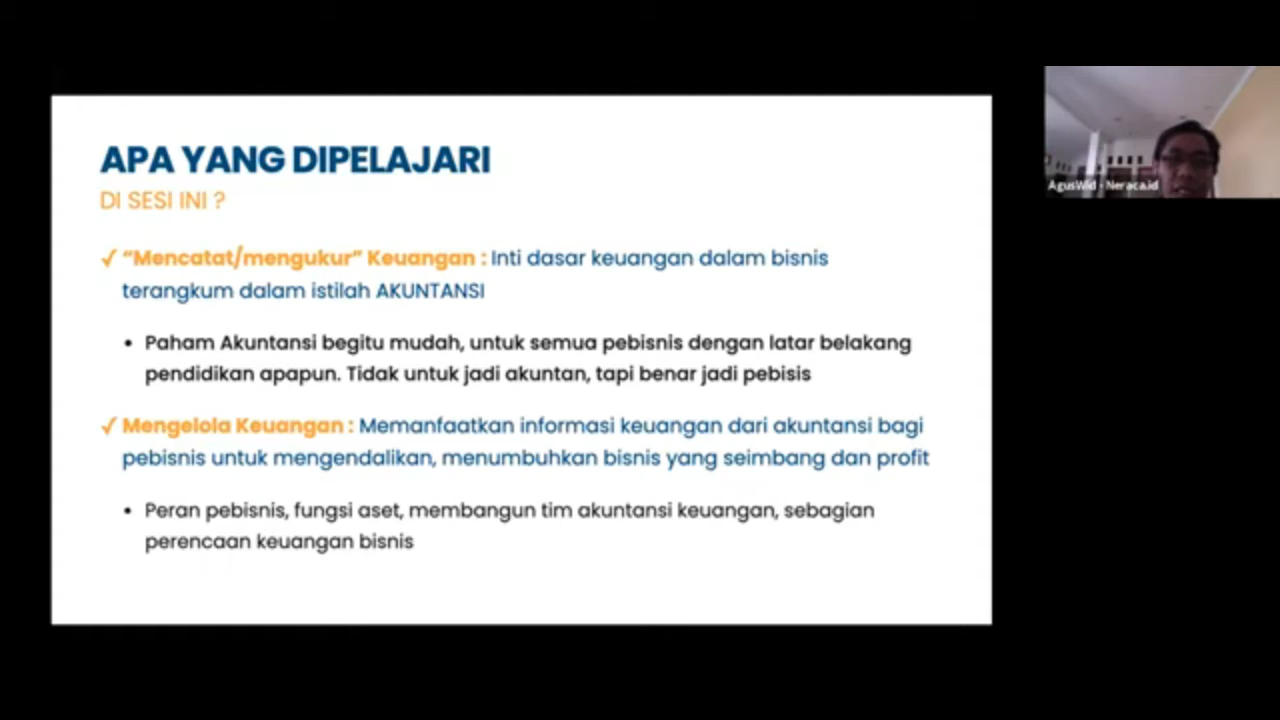 APA YANG DIPELAJARI
DI SESI INI ?
✓ “Mencatat/mengukur” Keuangan : Inti dasar keuangan dalam bisnis
terangkum dalam istilah AKUNTANSI
• Paham Akuntansi begitu mudah, untuk semua pebisnis dengan latar belakang
pendidikan apapun. Tidak untuk jadi akuntan, tapi benar jadi pebisis
✓ Mengelola Keuangan : Memanfaatkan informasi keuangan dari akuntansi bagi
pebisnis untuk mengendalikan, menumbuhkan bisnis yang seimbang dan profit
• Peran pebisnis, fungsi aset, membangun tim akuntansi keuangan, sebagian
perencaan keuangan bisnis
AgusWid - Neraca.id